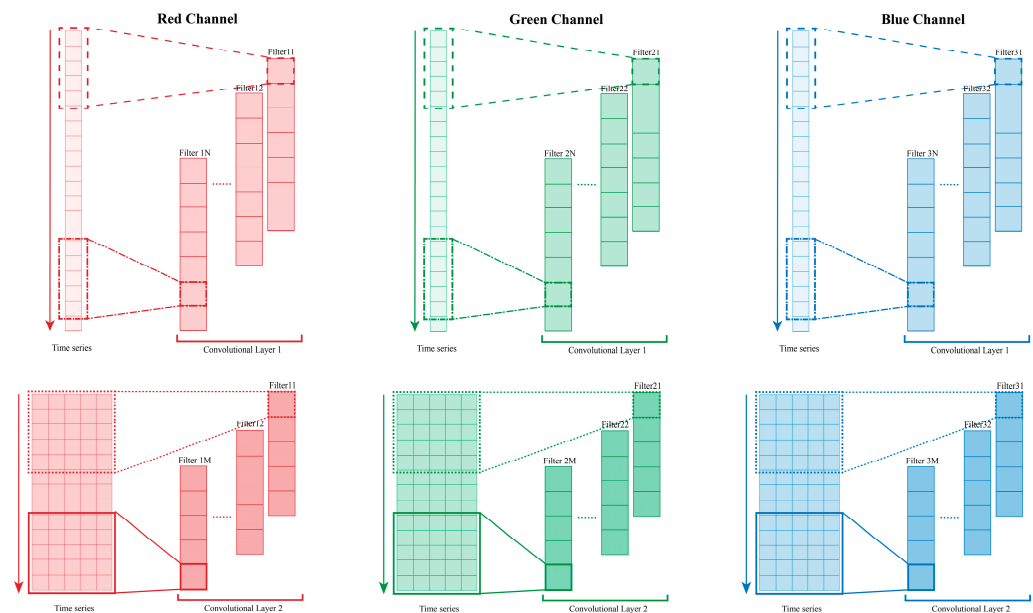 Red Channel
Green Channel
Blue Channel
Filter11
Filter12
Filter 1N
......
Time series
Convolutional Layer 1
Filter21
Filter22
Filter 2N
......
Time series
Convolutional Layer 1
Filter31
Filter32
Filter 3N
......
Time series
Convolutional Layer 1
Filter11
Filter12
Filter 1M
......
Time series
Convolutional Layer 2
Filter21
Filter22
Filter 2M
......
Time series
Convolutional Layer 2
Filter31
Filter32
Filter 3M
......
Time series
Convolutional Layer 2